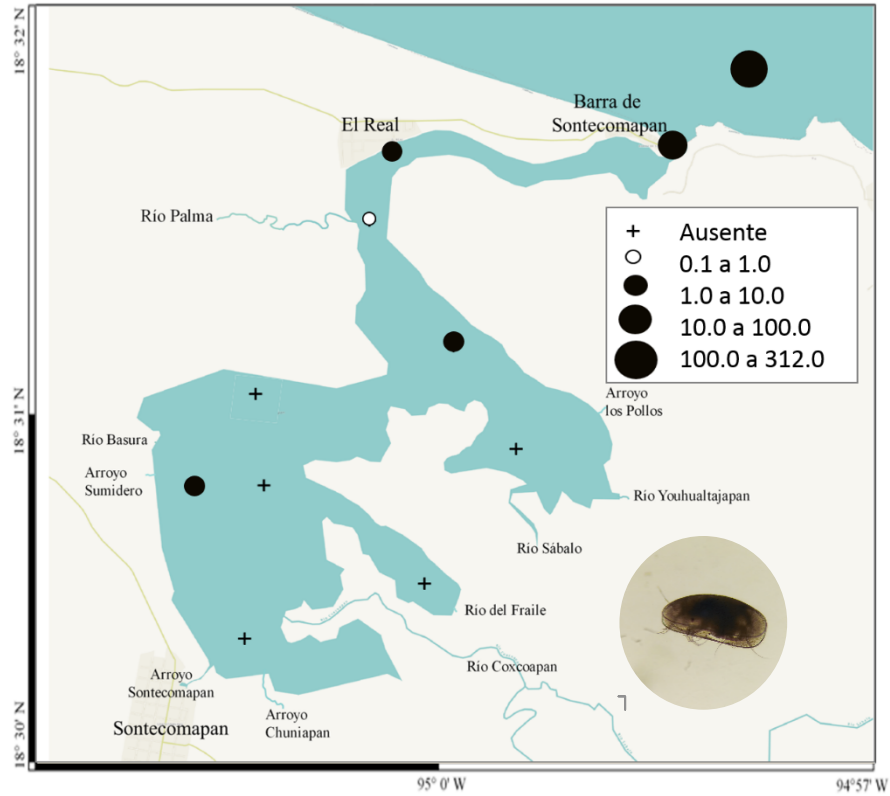 18° 32' N
Barra de
Sontecomapan
El Real
Río Palma
+ Ausente
0.1 a 1.0
1.0 a 10.0
10.0 a 100.0
100.0 a 312.0
Arroyo
los Pollos
18° 31' N
Río Basura
Arroyo
Sumidero
Río Youhualtajapan
Río Sábalo
Río del Fraile
Río Coxcoapan
Arroyo
Sontecomapan
Arroyo
Chuniapan
Sontecomapan
18° 30' N
95° 0' W
94°57' W